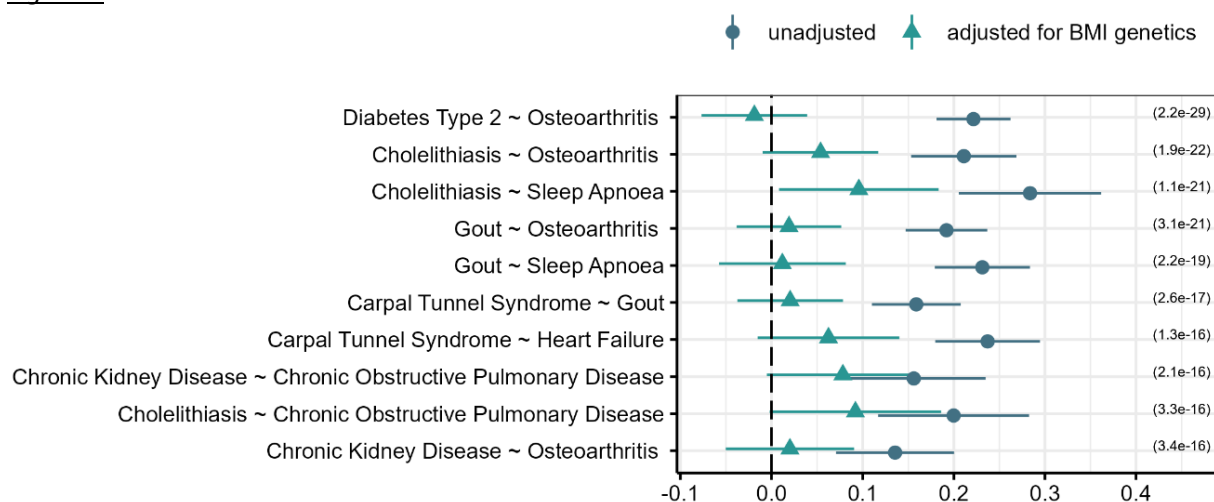 unadjusted adjusted for BMI genetics
Diabetes Type 2 ~ Osteoarthritis (2.2e-29)
Cholelithiasis ~ Osteoarthritis (1.9e-22)
Cholelithiasis ~ Sleep Apnoea (1.1e-21)
Gout ~ Osteoarthritis (3.1e-21)
Gout ~ Sleep Apnoea (2.2e-19)
Carpal Tunnel Syndrome ~ Gout (2.6e-17)
Carpal Tunnel Syndrome ~ Heart Failure (1.3e-16)
Chronic Kidney Disease ~ Chronic Obstructive Pulmonary Disease (2.1e-16)
Cholelithiasis ~ Chronic Obstructive Pulmonary Disease (3.3e-16)
Chronic Kidney Disease ~ Osteoarthritis (3.4e-16)
-0.1 0.0 0.1 0.2 0.3 0.4